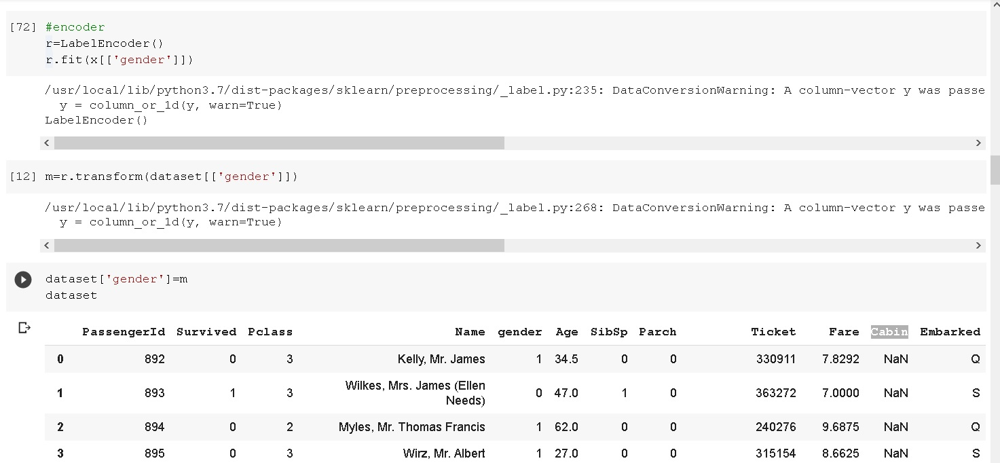 [72] #encoder
r=LabelEncoder()
r.fit(x[['gender']])
/usr/local/lib/python3.7/dist-packages/sklearn/preprocessing/_label.py:235: DataConversionWarning: A column-vector y was passe
y = column_or_1d(y, warn=True)
LabelEncoder()
[12] m=r.transform(dataset[['gender']])
/usr/local/lib/python3.7/dist-packages/sklearn/preprocessing/_label.py:268: DataConversionWarning: A column-vector y was passe
y = column_or_1d(y, warn=True)
dataset['gender']=m
dataset
PassengerId Survived Pclass Name gender Age SibSp Parch Ticket Fare Cabin Embarked
0 892 0 3 Kelly, Mr. James 1 34.5 0 0 330911 7.8292 NaN Q
1 893 1 3 Wilkes, Mrs. James (Ellen
Needs) 0 47.0 1 0 363272 7.0000 NaN S
2 894 0 2 Myles, Mr. Thomas Francis 1 62.0 0 0 240276 9.6875 NaN Q
3 895 0 3 Wirz, Mr. Albert 1 27.0 0 0 315154 8.6625 NaN S